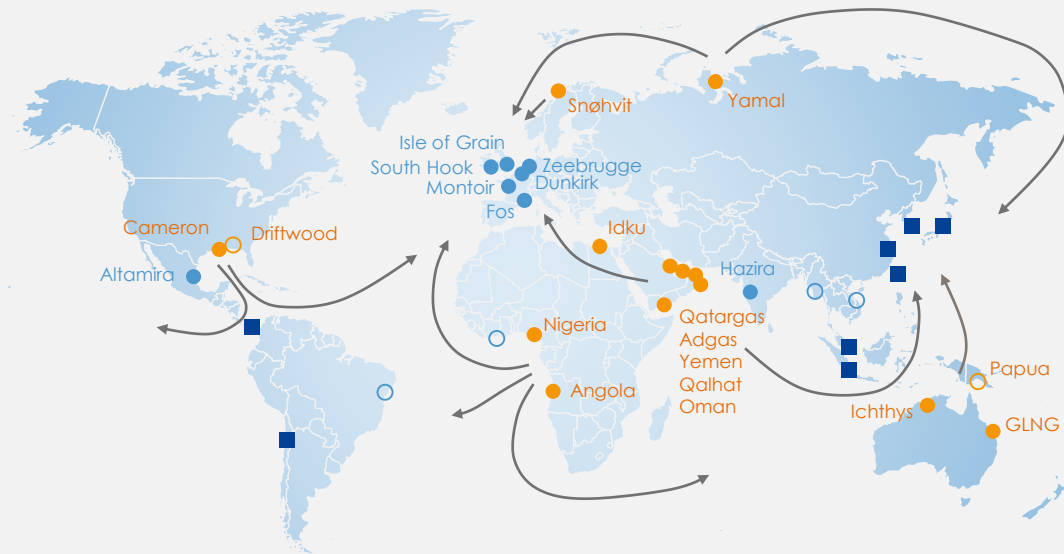 Snøhvit
Yamal
Isle of Grain
South Hook
Zeebrugge
Montoir
Dunkirk
Fos
Cameron
Driftwood
Idku
Altamira
Hazira
Nigeria
Qatargas
Adgas
Yemen
Qalhat
Oman
Papua
Angola
Ichthys
GLNG